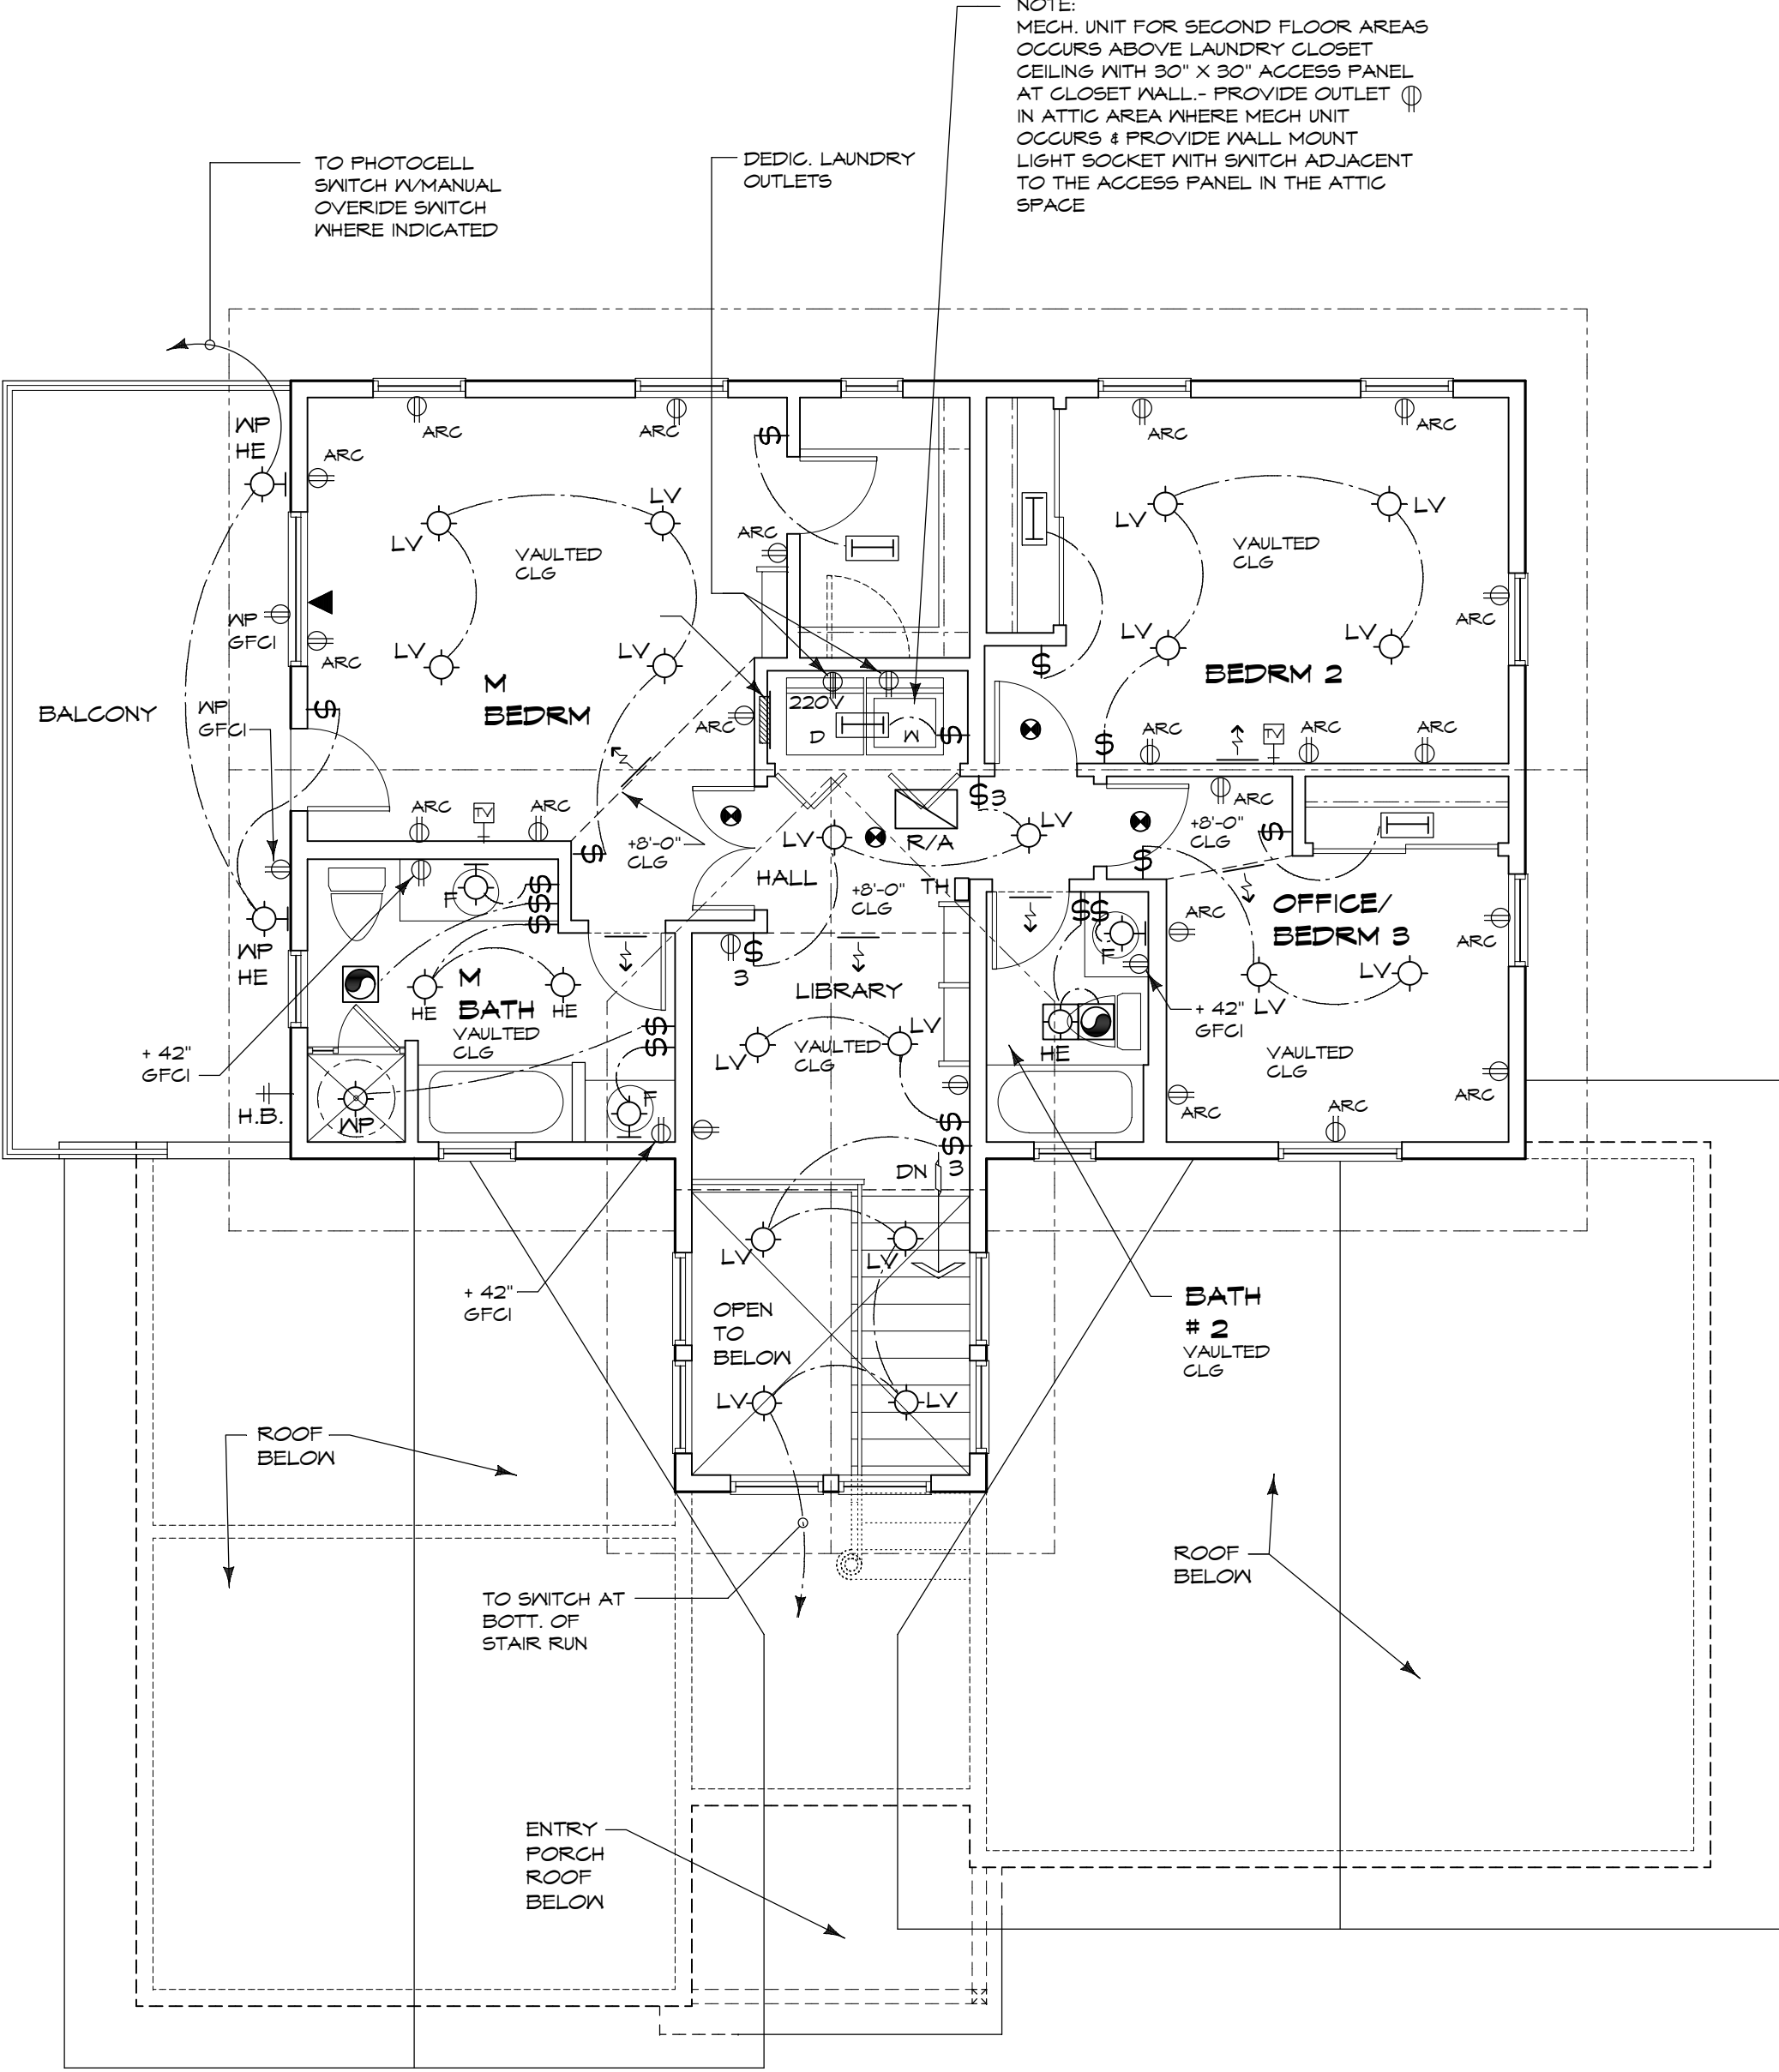 NOTE:
MECH. UNIT FOR SECOND FLOOR AREAS
OCCURS ABOVE LAUNDRY CLOSET
CEILING WITH 30" X 30" ACCESS PANEL
AT CLOSET WALL.- PROVIDE OUTLET
IN ATTIC AREA WHERE MECH UNIT
OCCURS & PROVIDE WALL MOUNT
LIGHT SOCKET WITH SWITCH ADJACENT
TO THE ACCESS PANEL IN THE ATTIC
SPACE
TO PHOTOCELL
SWITCH W/MANUAL
OVERIDE SWITCH
WHERE INDICATED
DEDIC. LAUNDRY
OUTLETS
WP
HE
ARC
ARC
ARC
ARC
ARC
ARC
LV
LV
LV
LV
VAULTED
CLG
M
BEDRM
$
ARC
WP
GFCI
BALCONY
WP
GFCI
$
ARC
TV
ARC
$
+8'-0"
CLG
LV
LV
LV
LV
VAULTED
CLG
BEDRM 2
ARC
$
220V
D
W
$
ARC
$
ARC
TV
ARC
ARC
$3
LV
LV
R/A
HALL
+8'-0"
CLG
TH
ARC
+8'-0"
CLG
$
$
OFFICE/
BEDRM 3
ARC
ARC
LV
LV
VAULTED
CLG
ARC
ARC
ARC
WP
HE
F
$
$
$
M
BATH
VAULTED
CLG
HE
HE
+ 42"
GFCI
H.B.
WP
$
$
F
$
3
LIBRARY
LV
LV
VAULTED
CLG
$
$
3
DN
$$
F
+ 42"
GFCI
HE
LV
LV
+ 42"
GFCI
OPEN
TO
BELOW
LV
LV
BATH
# 2
VAULTED
CLG
ROOF
BELOW
TO SWITCH AT
BOTT. OF
STAIR RUN
ROOF
BELOW
ENTRY
PORCH
ROOF
BELOW